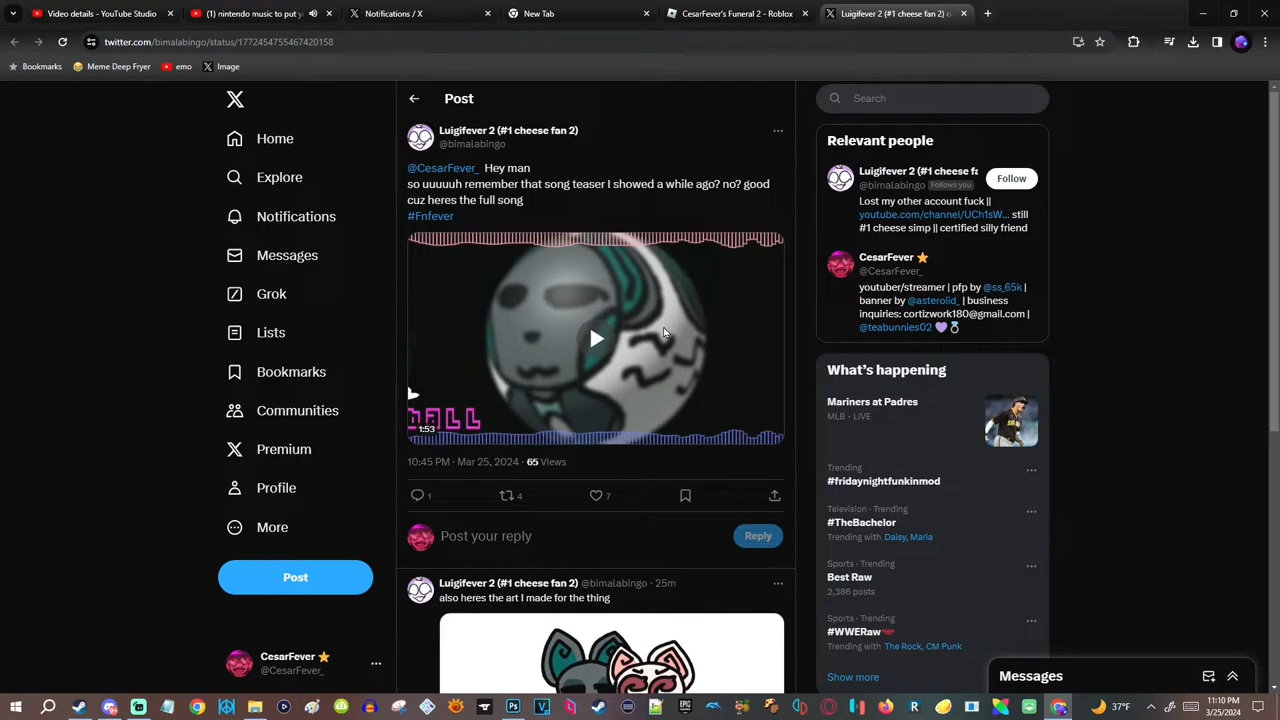 Video details - YouTube Studio
(1) nintendo music to put y
Notifications / X
New Tab
CesarFever's Funeral 2 - Roblox
Luigifever 2 (#1 cheese fan 2) o
twitter.com/bimalabingo/status/1772454755467420158
Bookmarks
Meme Deep Fryer
emo
Image
Home
Explore
Notifications
Messages
Grok
Lists
Bookmarks
Communities
Premium
Profile
More
Post
CesarFever ⭐
@CesarFever_
Post
Luigifever 2 (#1 cheese fan 2)
@bimalabingo
@CesarFever_ Hey man
so uuuuuh remember that song teaser I showed a while ago? no? good
cuz heres the full song
#Fnfever
1:53
10:45 PM · Mar 25, 2024 · 65 Views
1
4
7
Post your reply
Reply
Luigifever 2 (#1 cheese fan 2) @bimalabingo · 25m
also heres the art I made for the thing
Search
Relevant people
Luigifever 2 (#1 cheese fa
@bimalabingo Follows you
Follow
Lost my other account fuck ||
youtube.com/channel/UCh1sW... still
#1 cheese simp || certified silly friend
CesarFever ⭐
@CesarFever_
youtube/streamer | pfp by @ss_65k |
banner by @asteroiid_ | business
inquiries: cortizwork180@gmail.com |
@teabunnies02 💜💍
What's happening
Mariners at Padres
MLB · LIVE
Trending
#fridaynightfunkinmod
Television · Trending
#TheBachelor
Trending with Daisy, Maria
Sports · Trending
Best Raw
2,386 posts
Sports · Trending
#WWERaw
Trending with The Rock, CM Punk
Show more
Messages
37°F
11:10 PM
3/25/2024